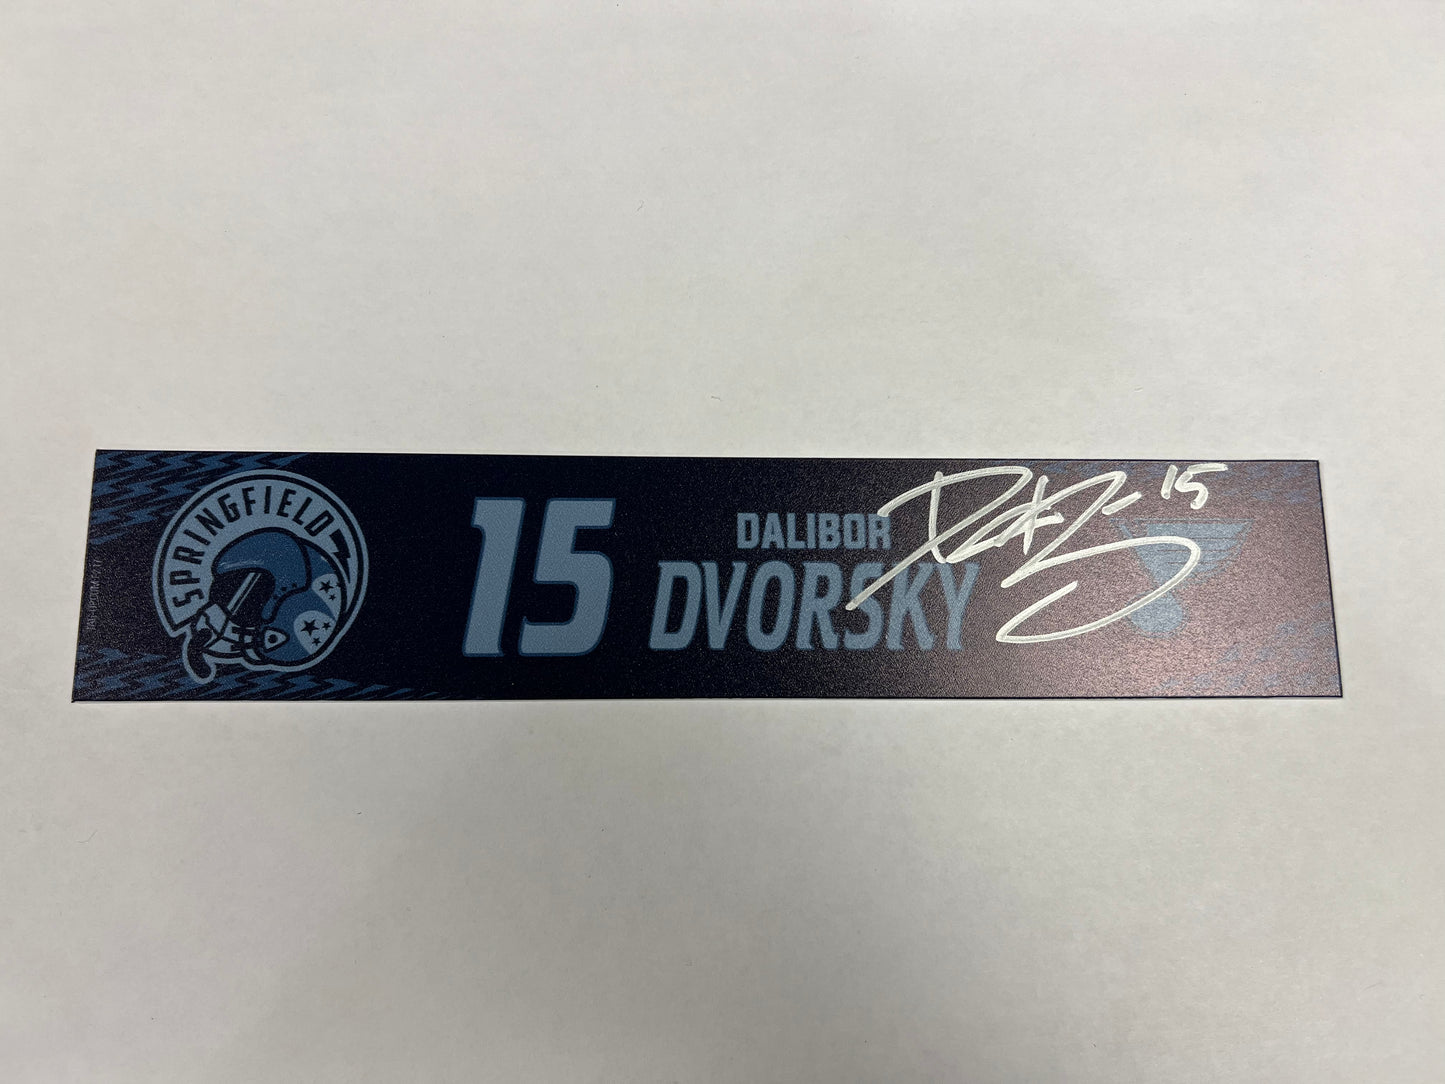 SPRINGFIELD
15
DALIBOR
DVORSKY
15